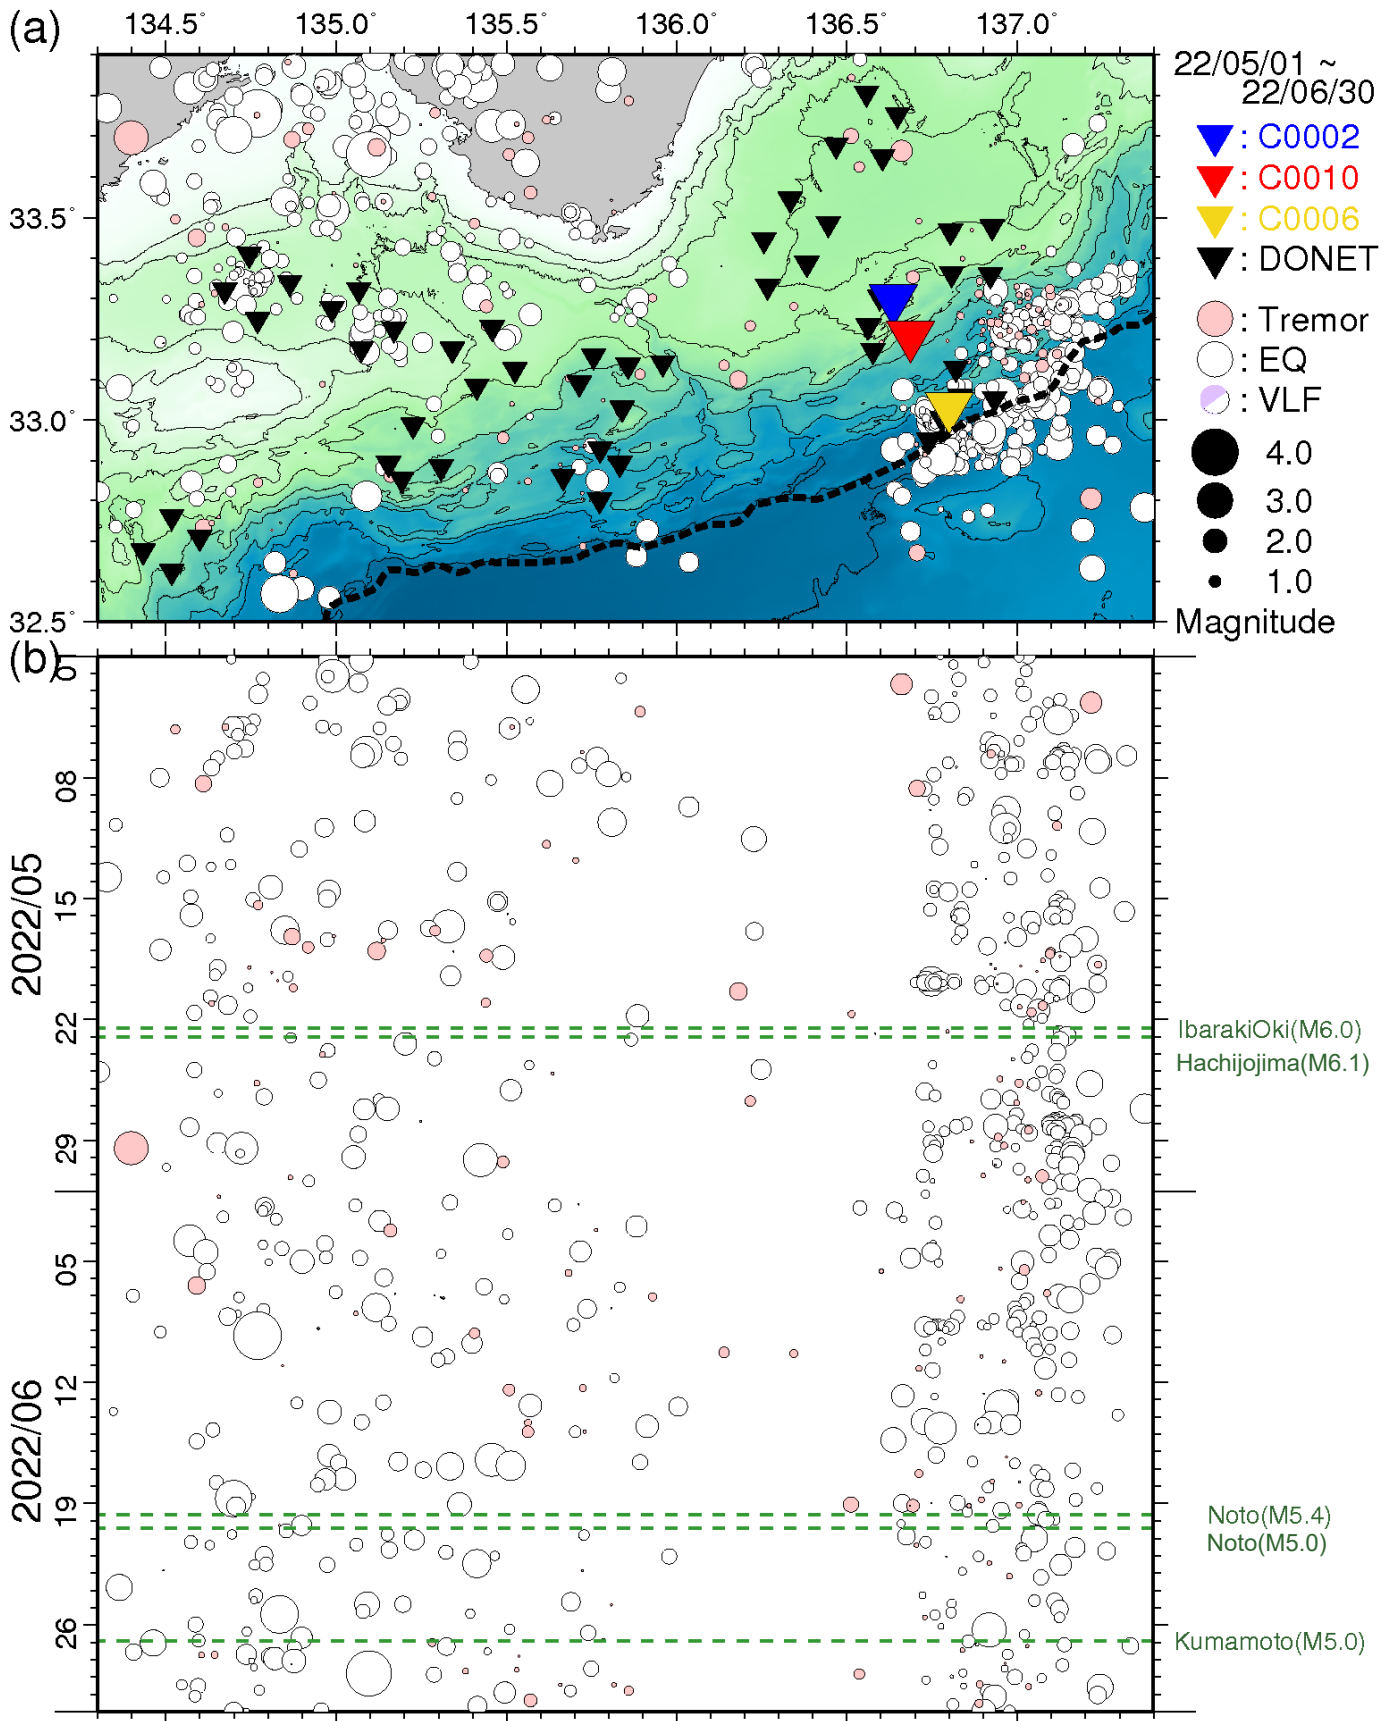 (a)
134.5° 135.0° 135.5° 136.0° 136.5° 137.0°
22/05/01 ~
22/06/30
: C0002
: C0010
: C0006
: DONET
: Tremor
: EQ
: VLF
4.0
3.0
2.0
1.0
Magnitude
33.5°
33.0°
32.5°
(b)
08
15
22
29
05
12
19
26
2022/05
2022/06
IbarakiOki(M6.0)
Hachijojima(M6.1)
Noto(M5.4)
Noto(M5.0)
Kumamoto(M5.0)